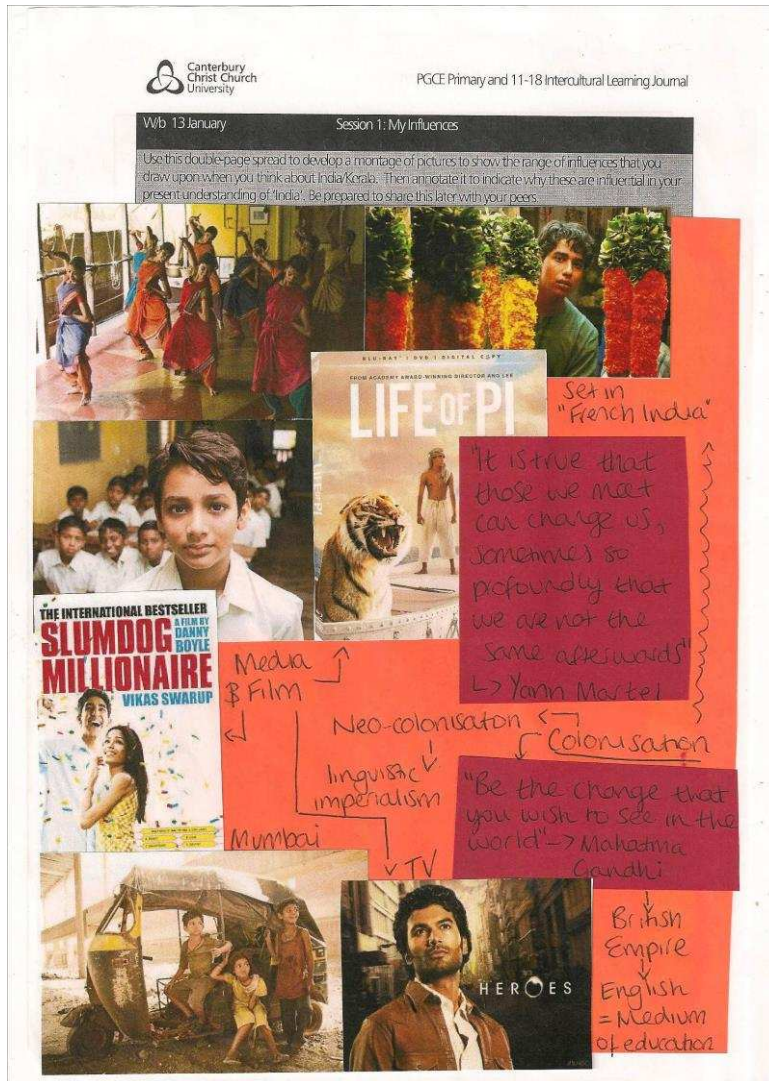 Canterbury
Christ Church
University
PGCE Primary and 11-18 Intercultural Learning Journal
W/b 13 January Session 1: My Influences
Use this double-page spread to develop a montage of pictures to show the range of influences that you
draw upon when you think about India/Kerala. Then annotate it to indicate why these are influential in your
present understanding of 'India'. Be prepared to share this later with your peers.
BLU-RAY DVD DIGITAL COPY
FROM ACADEMY AWARD-WINNING DIRECTOR ANG LEE
LIFE OF PI
Set in
"French India"
"It is true that
those we meet
can change us,
sometimes so
profoundly that
we are not the
same afterwards"
↳ Yann Martel
THE INTERNATIONAL BESTSELLER
SLUMDOG
MILLIONAIRE
A FILM BY
DANNY
BOYLE
VIKAS SWARUP
Media
& Film
Neo-colonisaton
Colonisation
linguistic
imperialism
"Be the change that
you wish to see in the
world" -> Mahatma
Gandhi
Mumbai
TV
HEROES
British
Empire
English
= Medium
of education